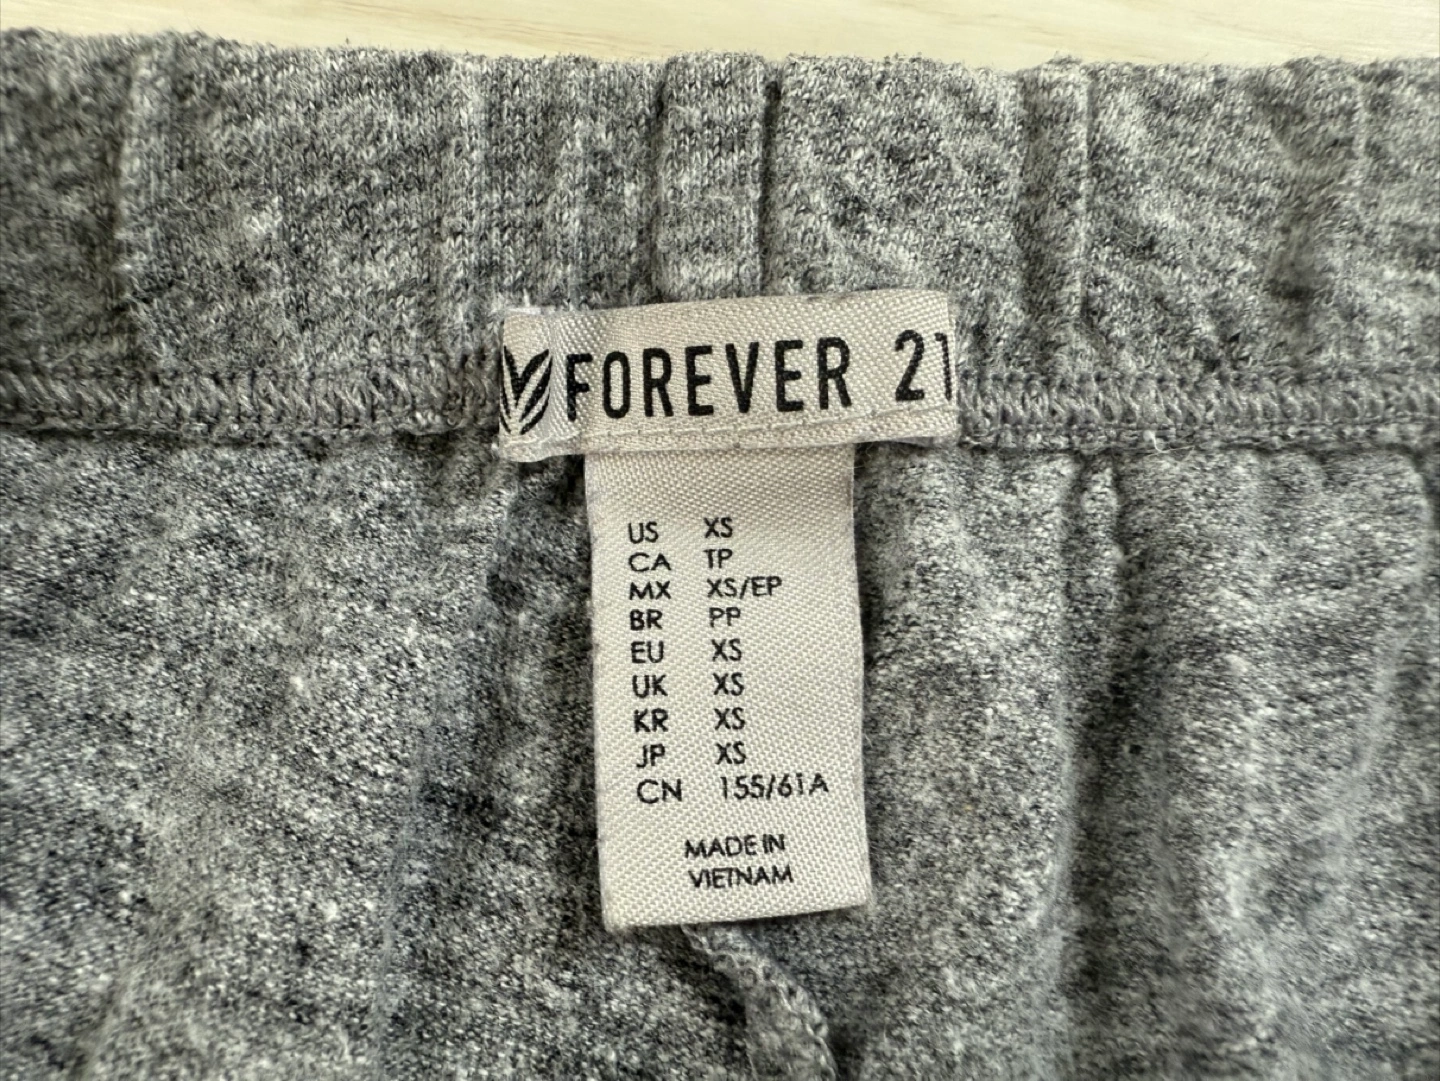 FOREVER 21
US XS
CA TP
MX XS/EP
BR PP
EU XS
UK XS
KR XS
JP XS
CN 155/61A
MADE IN
VIETNAM